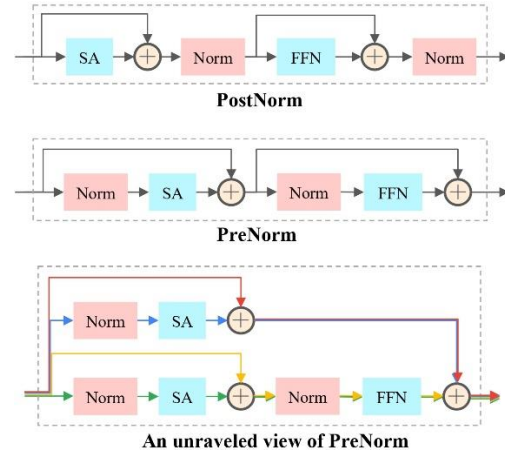 SA + Norm FFN + Norm
PostNorm
Norm SA + Norm FFN +
PreNorm
Norm SA +
Norm SA + Norm FFN +
An unraveled view of PreNorm